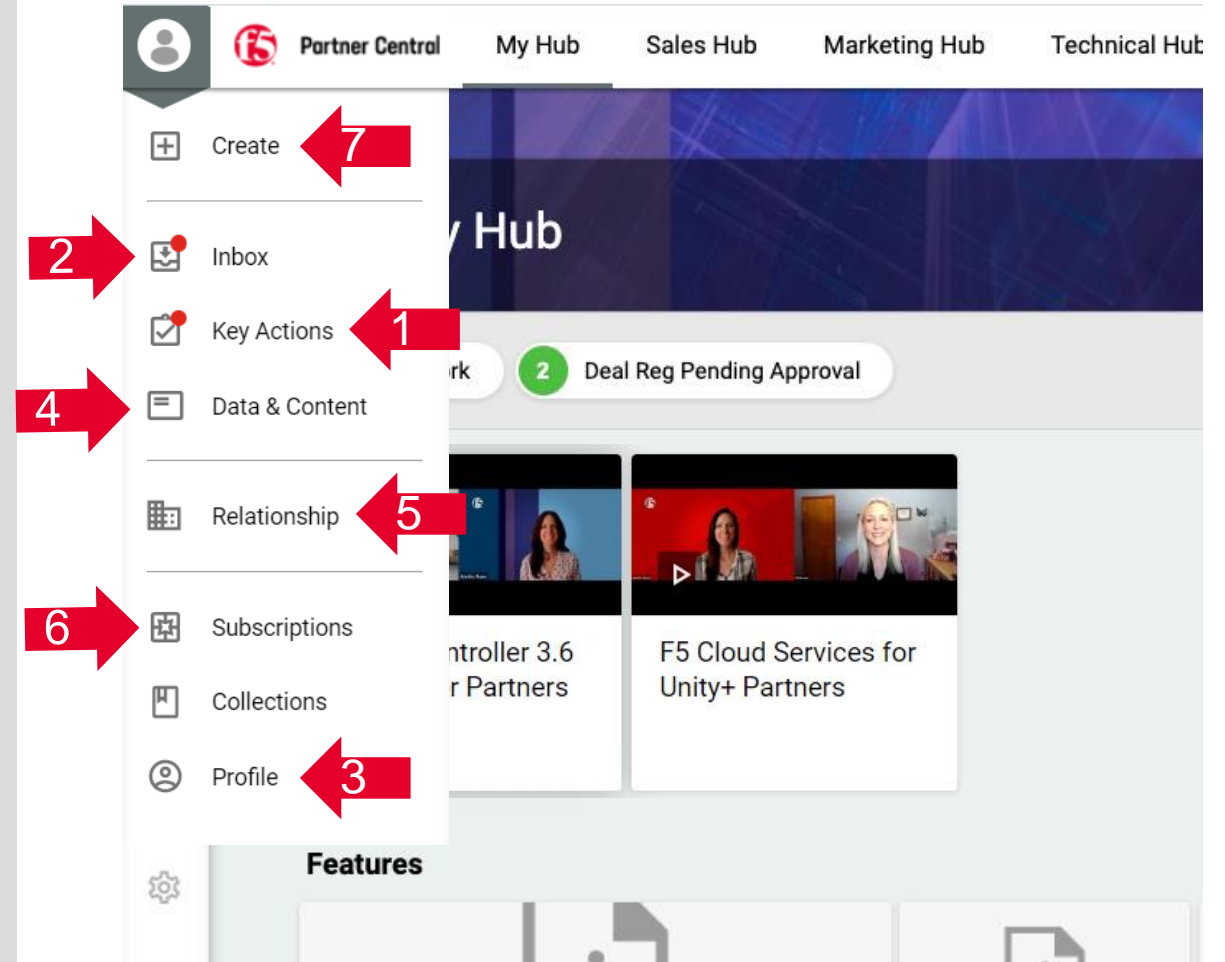 f5 Partner Central My Hub Sales Hub Marketing Hub Technical Hub
Create 7
y Hub
2 Inbox
Key Actions 1
rk 2 Deal Reg Pending Approval
4 Data & Content
Relationship 5
6 Subscriptions
ntroller 3.6
r Partners
F5 Cloud Services for
Unity+ Partners
Collections
Profile 3
Features